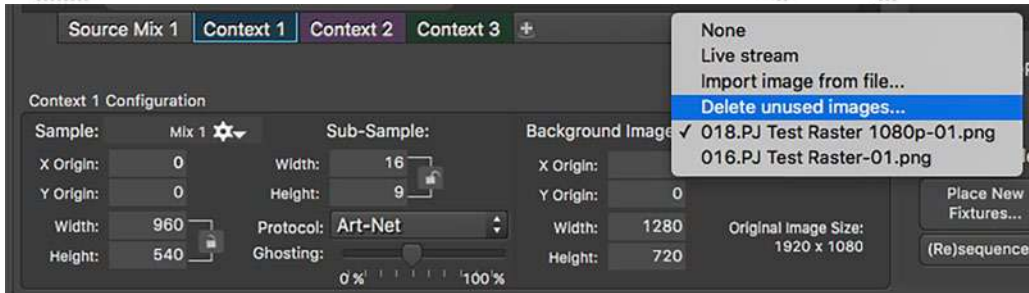 Source Mix 1 Context 1 Context 2 Context 3 +
None
Live stream
Import image from file...
Delete unused images...
✓ 018.PJ Test Raster 1080p-01.png
016.PJ Test Raster-01.png
Context 1 Configuration
Sample: Mix 1
X Origin: 0
Y Origin: 0
Width: 960
Height: 540
Sub-Sample:
Width: 16
Height: 9
Protocol: Art-Net
Ghosting:
0% 100%
Background Image
X Origin:
Y Origin: 0
Width: 1280
Height: 720
Original Image Size:
1920 x 1080
Place New
Fixtures...
(Re)sequence